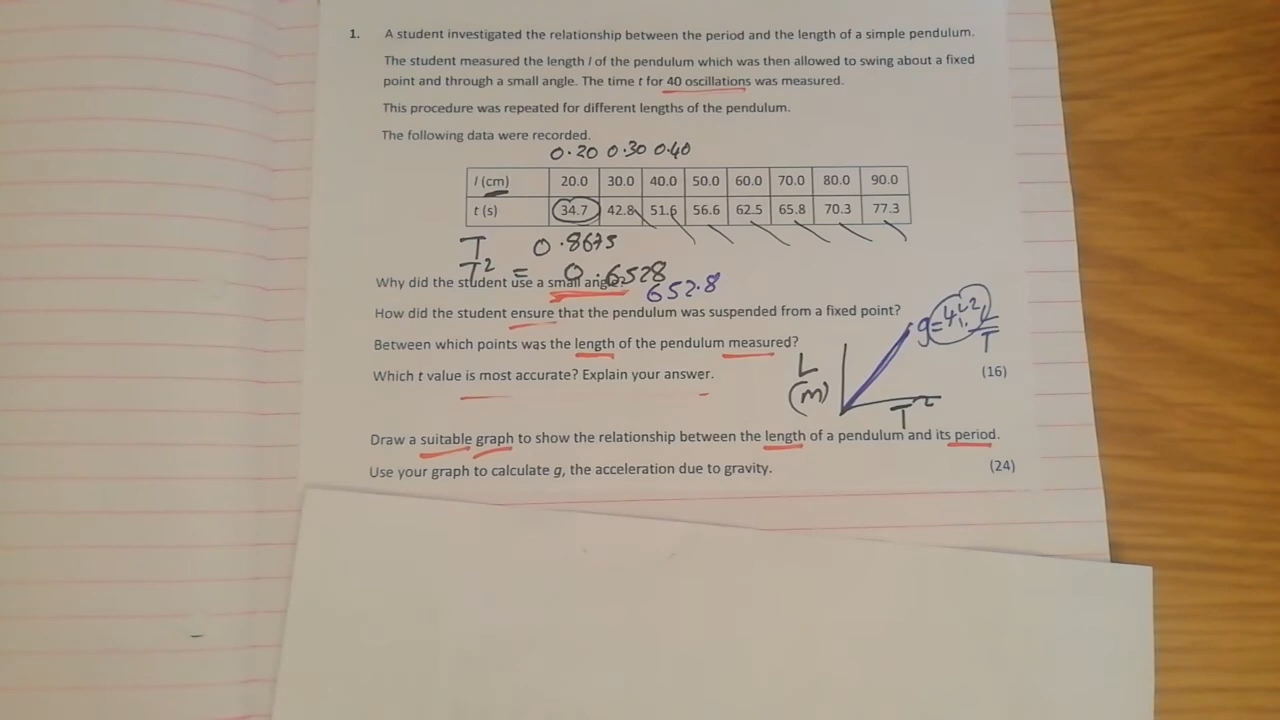 1. A student investigated the relationship between the period and the length of a simple pendulum.
The student measured the length l of the pendulum which was then allowed to swing about a fixed
point and through a small angle. The time t for 40 oscillations was measured.
This procedure was repeated for different lengths of the pendulum.
The following data were recorded.
0.20 0.30 0.40
l (cm) 20.0 30.0 40.0 50.0 60.0 70.0 80.0 90.0
t (s) 34.7 42.8 51.6 56.6 62.5 65.8 70.3 77.3
T 0.8675
T² = 0.6528
Why did the student use a small angle?
652.8
How did the student ensure that the pendulum was suspended from a fixed point?
g=4
T
Between which points was the length of the pendulum measured?
L
(m)
Which t value is most accurate? Explain your answer.
(16)
T²
Draw a suitable graph to show the relationship between the length of a pendulum and its period.
Use your graph to calculate g, the acceleration due to gravity.
(24)